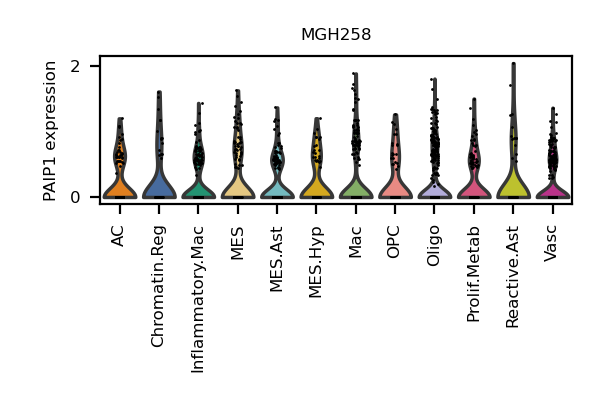 MGH258
PAIP1 expression
2
0
AC
Chromatin.Reg
Inflammatory.Mac
MES
MES.Ast
MES.Hyp
Mac
OPC
Oligo
Prolif.Metab
Reactive.Ast
Vasc